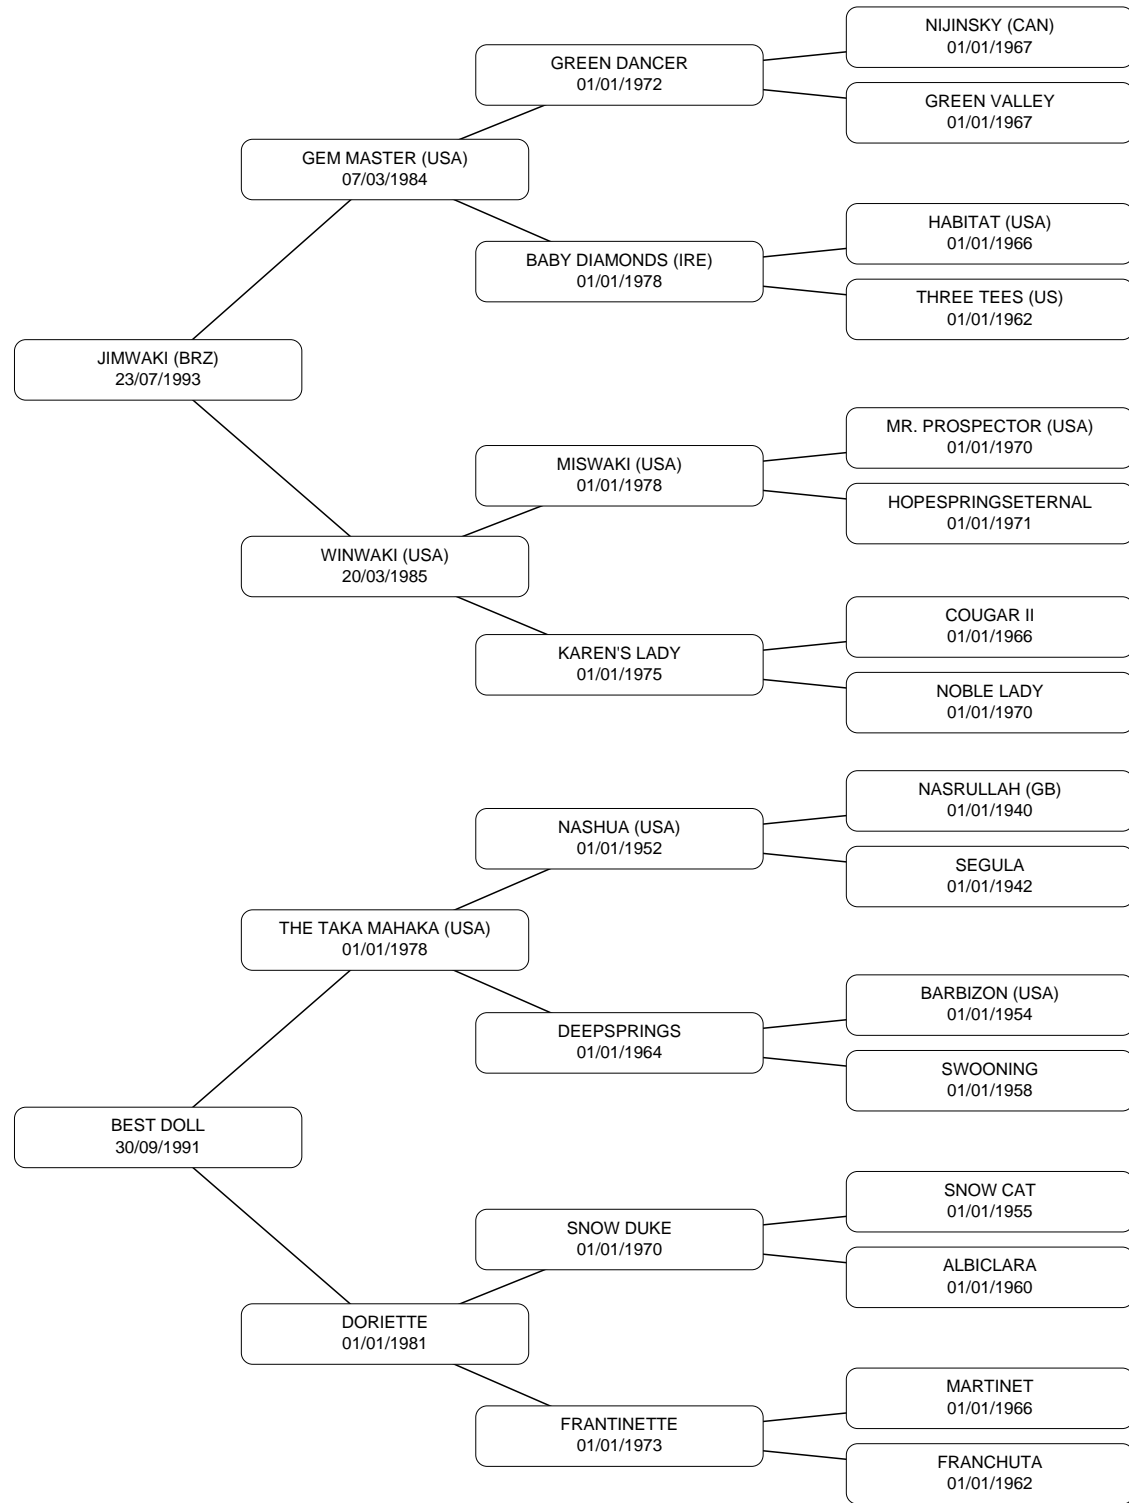 NIJINSKY (CAN)
01/01/1967
GREEN DANCER
01/01/1972
GREEN VALLEY
01/01/1967
GEM MASTER (USA)
07/03/1984
HABITAT (USA)
01/01/1966
BABY DIAMONDS (IRE)
01/01/1978
THREE TEES (US)
01/01/1962
JIMWAKI (BRZ)
23/07/1993
MR. PROSPECTOR (USA)
01/01/1970
MISWAKI (USA)
01/01/1978
HOPESPRINGSETERNAL
01/01/1971
WINWAKI (USA)
20/03/1985
COUGAR II
01/01/1966
KAREN'S LADY
01/01/1975
NOBLE LADY
01/01/1970
NASRULLAH (GB)
01/01/1940
NASHUA (USA)
01/01/1952
SEGULA
01/01/1942
THE TAKA MAHAKA (USA)
01/01/1978
BARBIZON (USA)
01/01/1954
DEEPSPRINGS
01/01/1964
SWOONING
01/01/1958
BEST DOLL
30/09/1991
SNOW CAT
01/01/1955
SNOW DUKE
01/01/1970
ALBICLARA
01/01/1960
DORIETTE
01/01/1981
MARTINET
01/01/1966
FRANTINETTE
01/01/1973
FRANCHUTA
01/01/1962